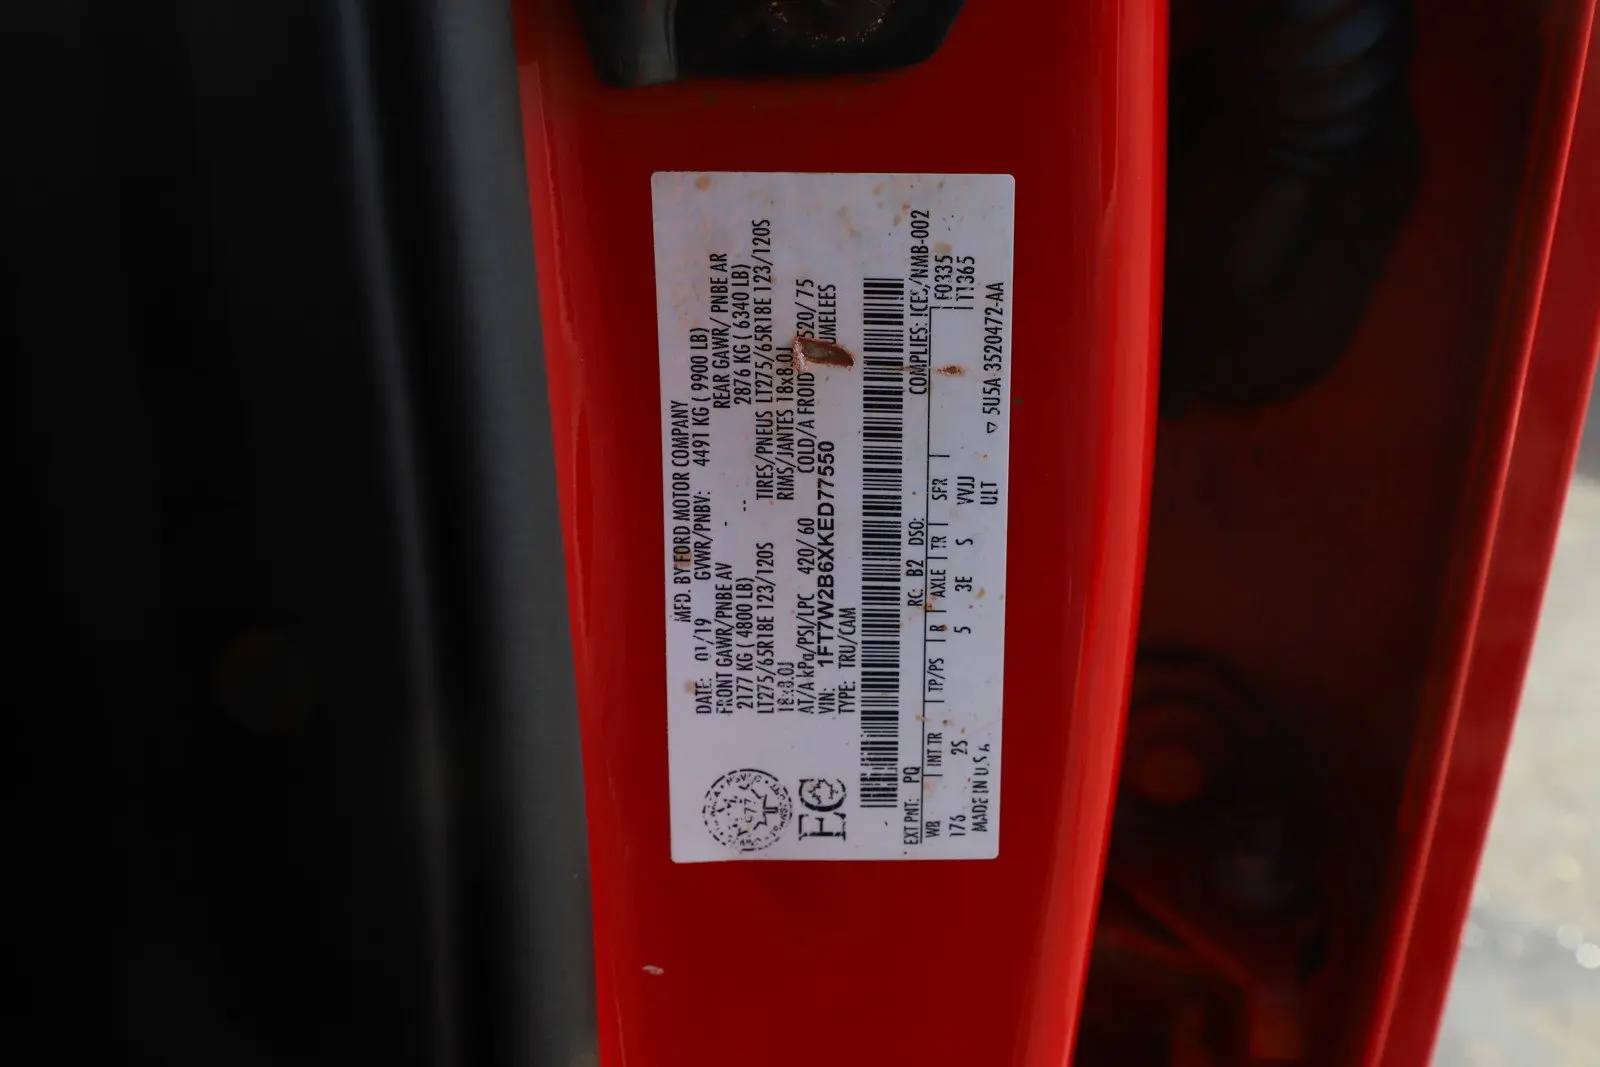 MFD. BY FORD MOTOR COMPANY
DATE: 01/19 GVWR/PNBV: 4491 KG ( 9900 LB)
FRONT GAWR/PNBE AV - REAR GAWR/ PNBE AR
2177 KG ( 4800 LB) -- 2876 KG ( 6340 LB)
LT275/65R18E 123/120S TIRES/PNEUS LT275/65R18E 123/120S
18x8.0J RIMS/JANTES 18x8.0J
AT/A kPa/PSI/LPC 420/ 60 COLD/A FROID 520/75
VIN: 1FT7W2B6XKED77550 UMELEES
TYPE: TRU/CAM
EC
COMPLIES: ICES/NMB-002
EXT PNT: PQ RC: B2 DSO:
WB INT TR TP/PS R AXLE TR SPR F0335
176 2S 5 3E S VVJJ 11365
MADE IN U.S.A ULT
▽ 5U5A-3520472-AA